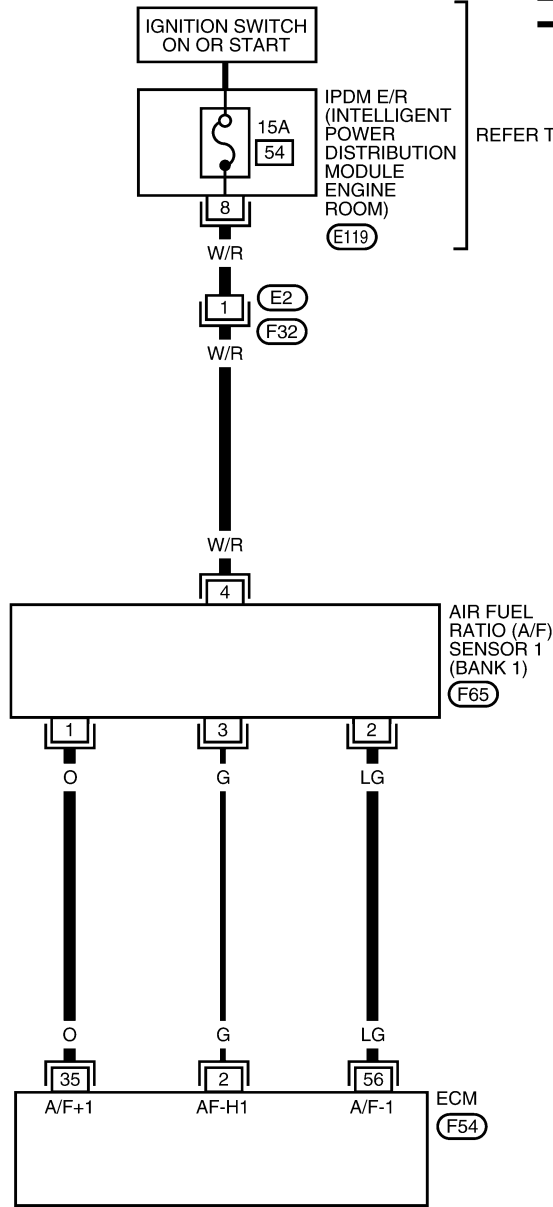 IGNITION SWITCH
ON OR START
IPDM E/R
(INTELLIGENT
POWER
DISTRIBUTION
MODULE
ENGINE
ROOM)
15A
54
REFER T
8
E119
W/R
1
E2
F32
W/R
W/R
4
AIR FUEL
RATIO (A/F)
SENSOR 1
(BANK 1)
F65
1 3 2
O G LG
O G LG
35 2 56
A/F+1 AF-H1 A/F-1
ECM
F54